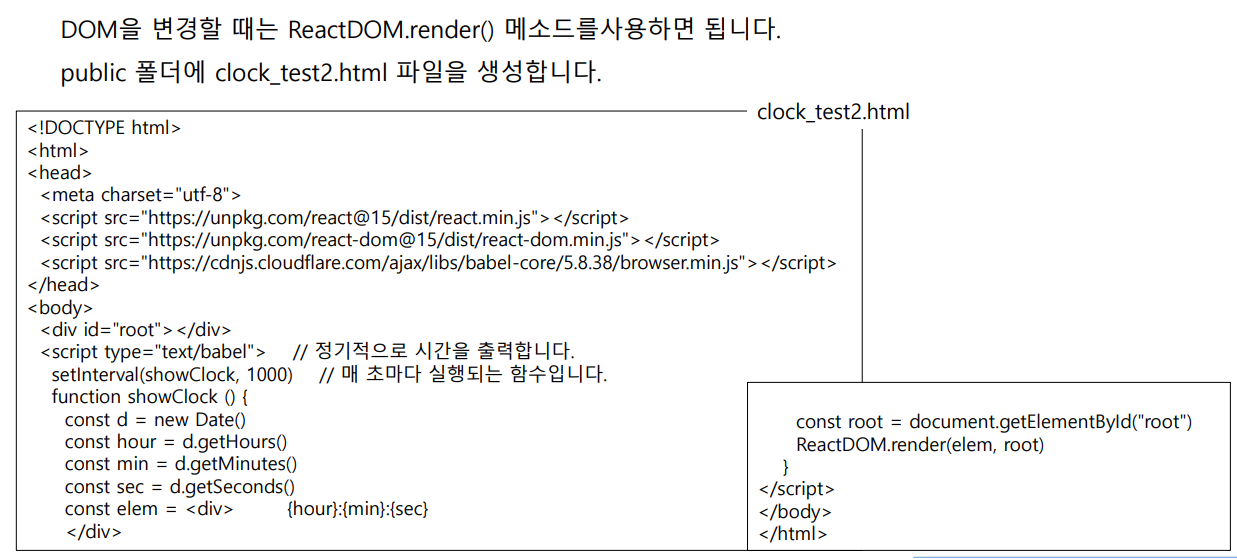 DOM을 변경할 때는 ReactDOM.render() 메소드를사용하면 됩니다.
public 폴더에 clock_test2.html 파일을 생성합니다.
clock_test2.html
<!DOCTYPE html>
<html>
<head>
<meta charset="utf-8">
<script src="https://unpkg.com/react@15/dist/react.min.js"></script>
<script src="https://unpkg.com/react-dom@15/dist/react-dom.min.js"></script>
<script src="https://cdnjs.cloudflare.com/ajax/libs/babel-core/5.8.38/browser.min.js"></script>
</head>
<body>
<div id="root"></div>
<script type="text/babel"> // 정기적으로 시간을 출력합니다.
setInterval(showClock, 1000) // 매 초마다 실행되는 함수입니다.
function showClock () {
const d = new Date()
const hour = d.getHours()
const min = d.getMinutes()
const sec = d.getSeconds()
const elem = <div> {hour}:{min}:{sec}
</div>
const root = document.getElementById("root")
ReactDOM.render(elem, root)
}
</script>
</body>
</html>